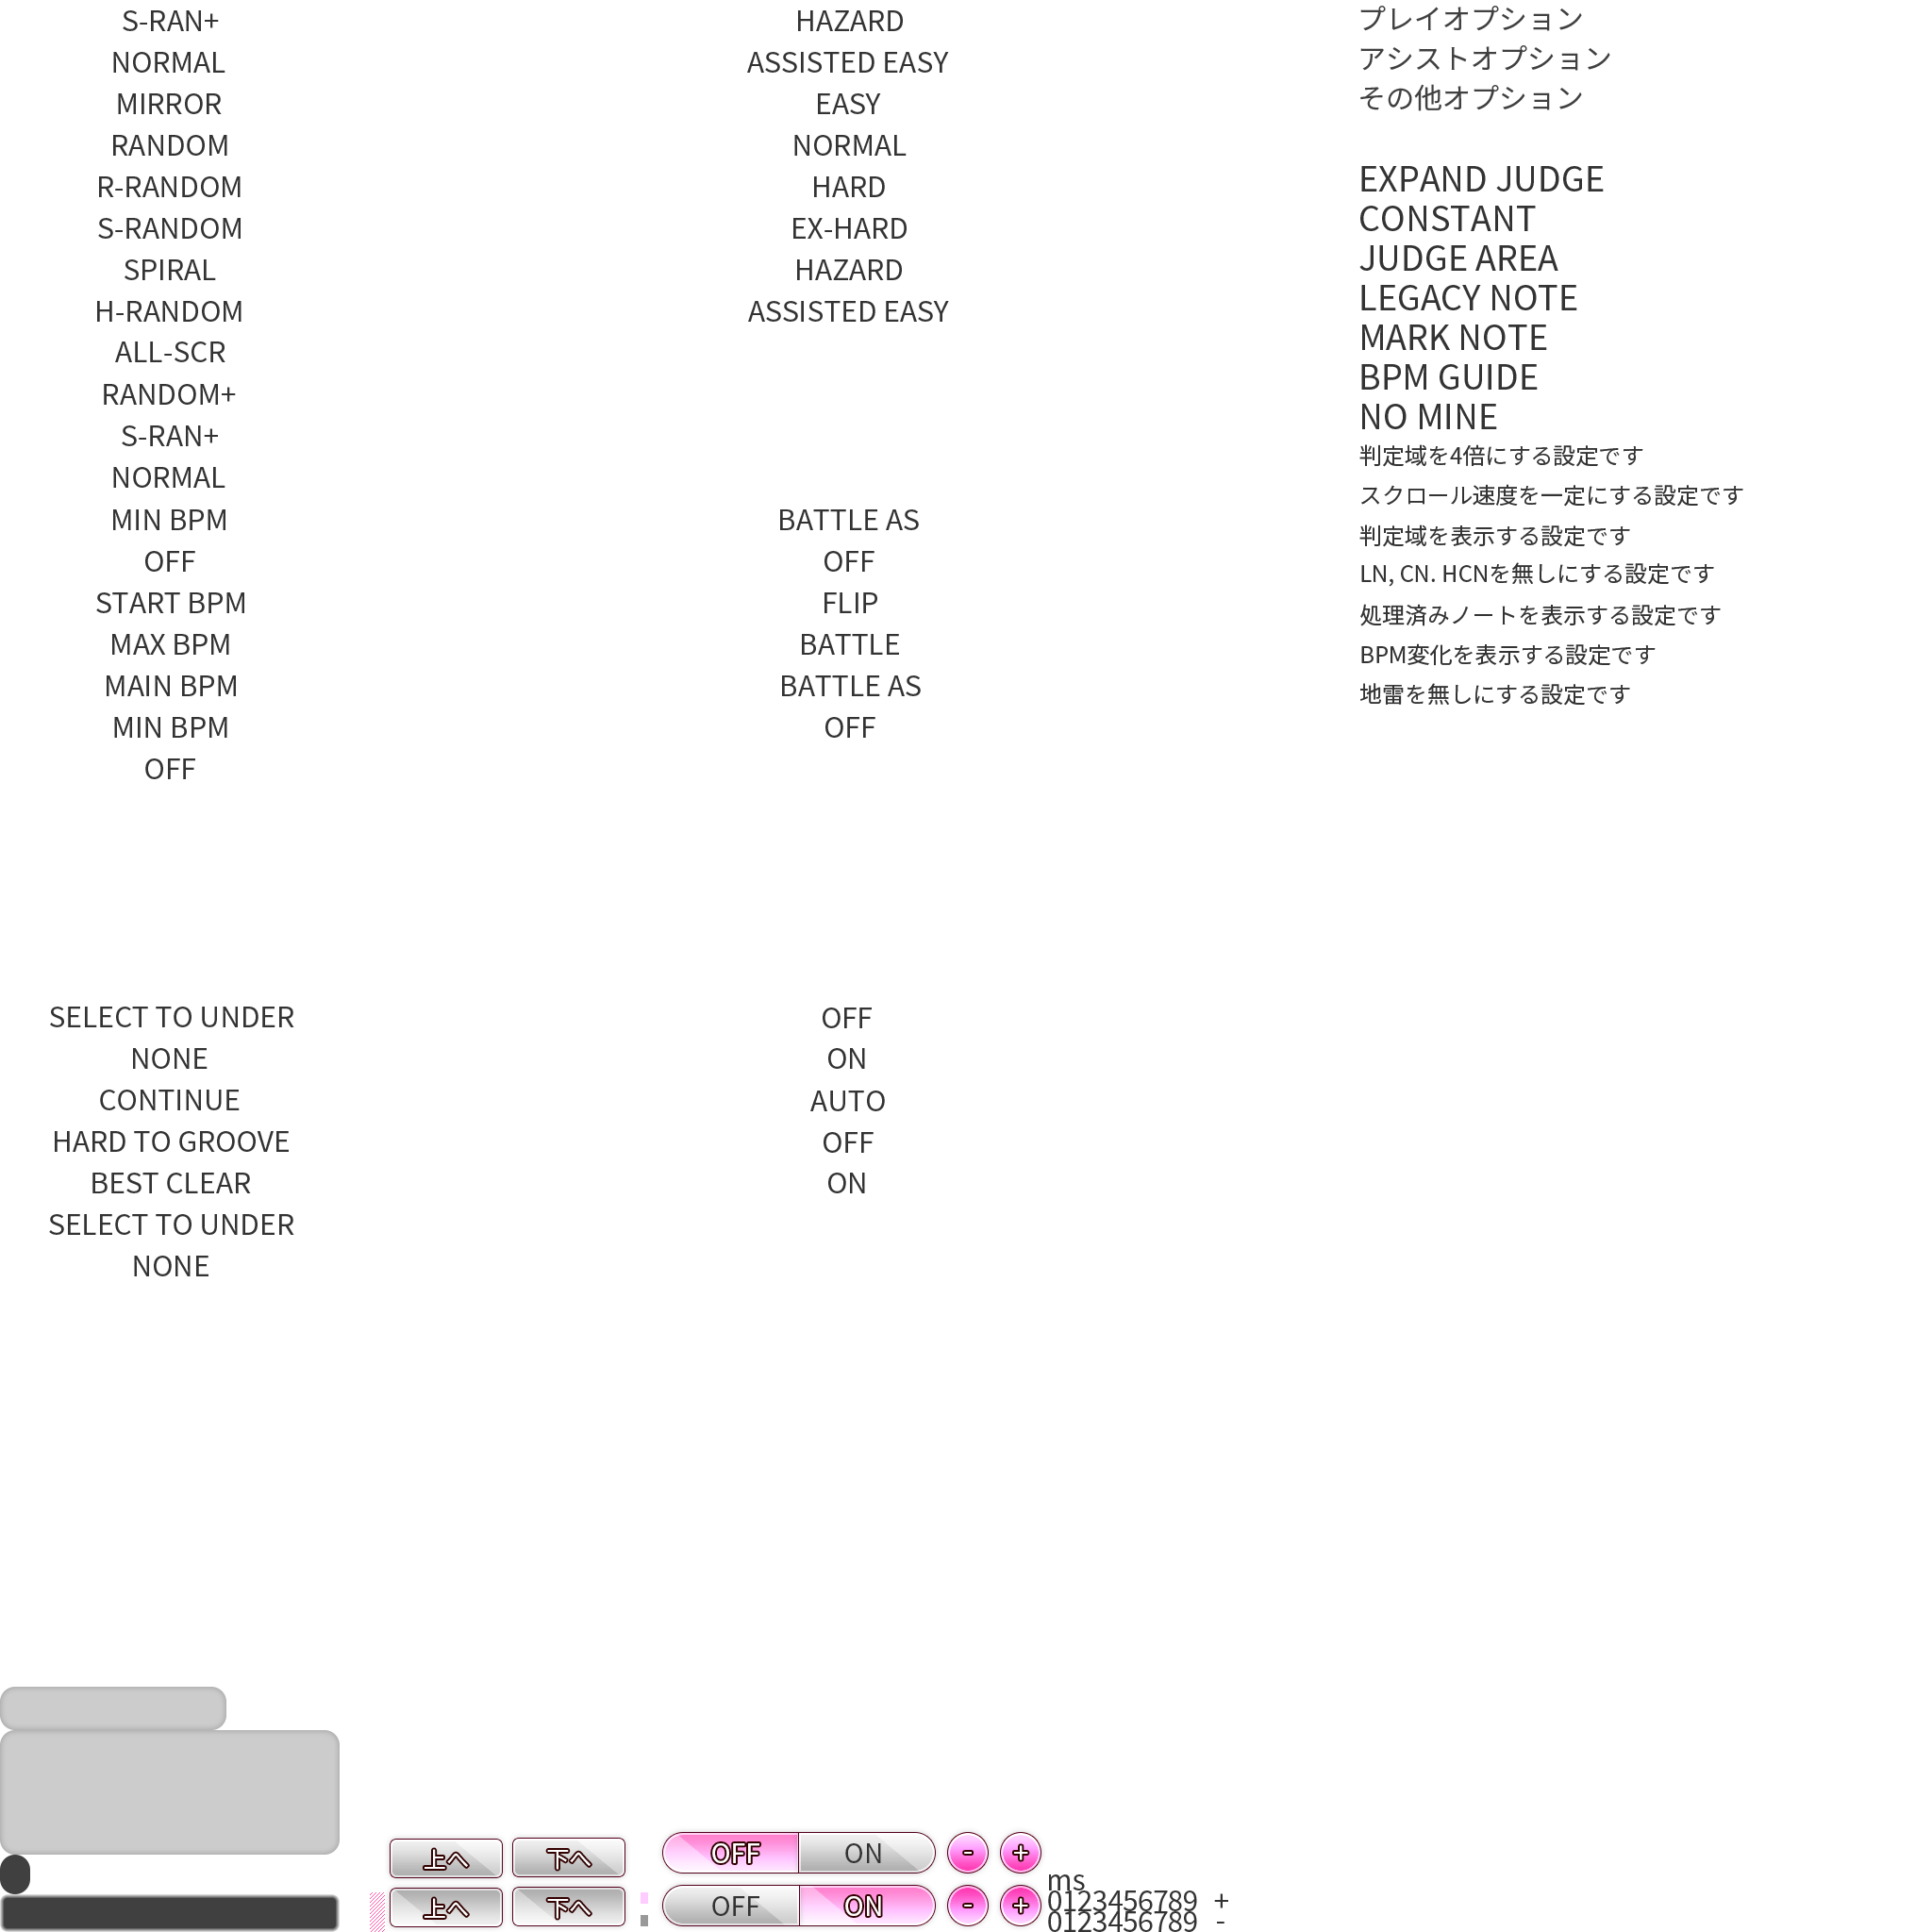 S-RAN+
NORMAL
MIRROR
RANDOM
R-RANDOM
S-RANDOM
SPIRAL
H-RANDOM
ALL-SCR
RANDOM+
S-RAN+
NORMAL
MIN BPM
OFF
START BPM
MAX BPM
MAIN BPM
MIN BPM
OFF
SELECT TO UNDER
NONE
CONTINUE
HARD TO GROOVE
BEST CLEAR
SELECT TO UNDER
NONE
HAZARD
ASSISTED EASY
EASY
NORMAL
HARD
EX-HARD
HAZARD
ASSISTED EASY
BATTLE AS
OFF
FLIP
BATTLE
BATTLE AS
OFF
OFF
ON
AUTO
OFF
ON
プレイオプション
アシストオプション
その他オプション
EXPAND JUDGE
CONSTANT
JUDGE AREA
LEGACY NOTE
MARK NOTE
BPM GUIDE
NO MINE
判定域を4倍にする設定です
スクロール速度を一定にする設定です
判定域を表示する設定です
LN, CN. HCNを無しにする設定です
処理済みノートを表示する設定です
BPM変化を表示する設定です
地雷を無しにする設定です
上へ 下へ OFF ON - +
上へ 下へ OFF ON - +
ms
0123456789 +
0123456789 -